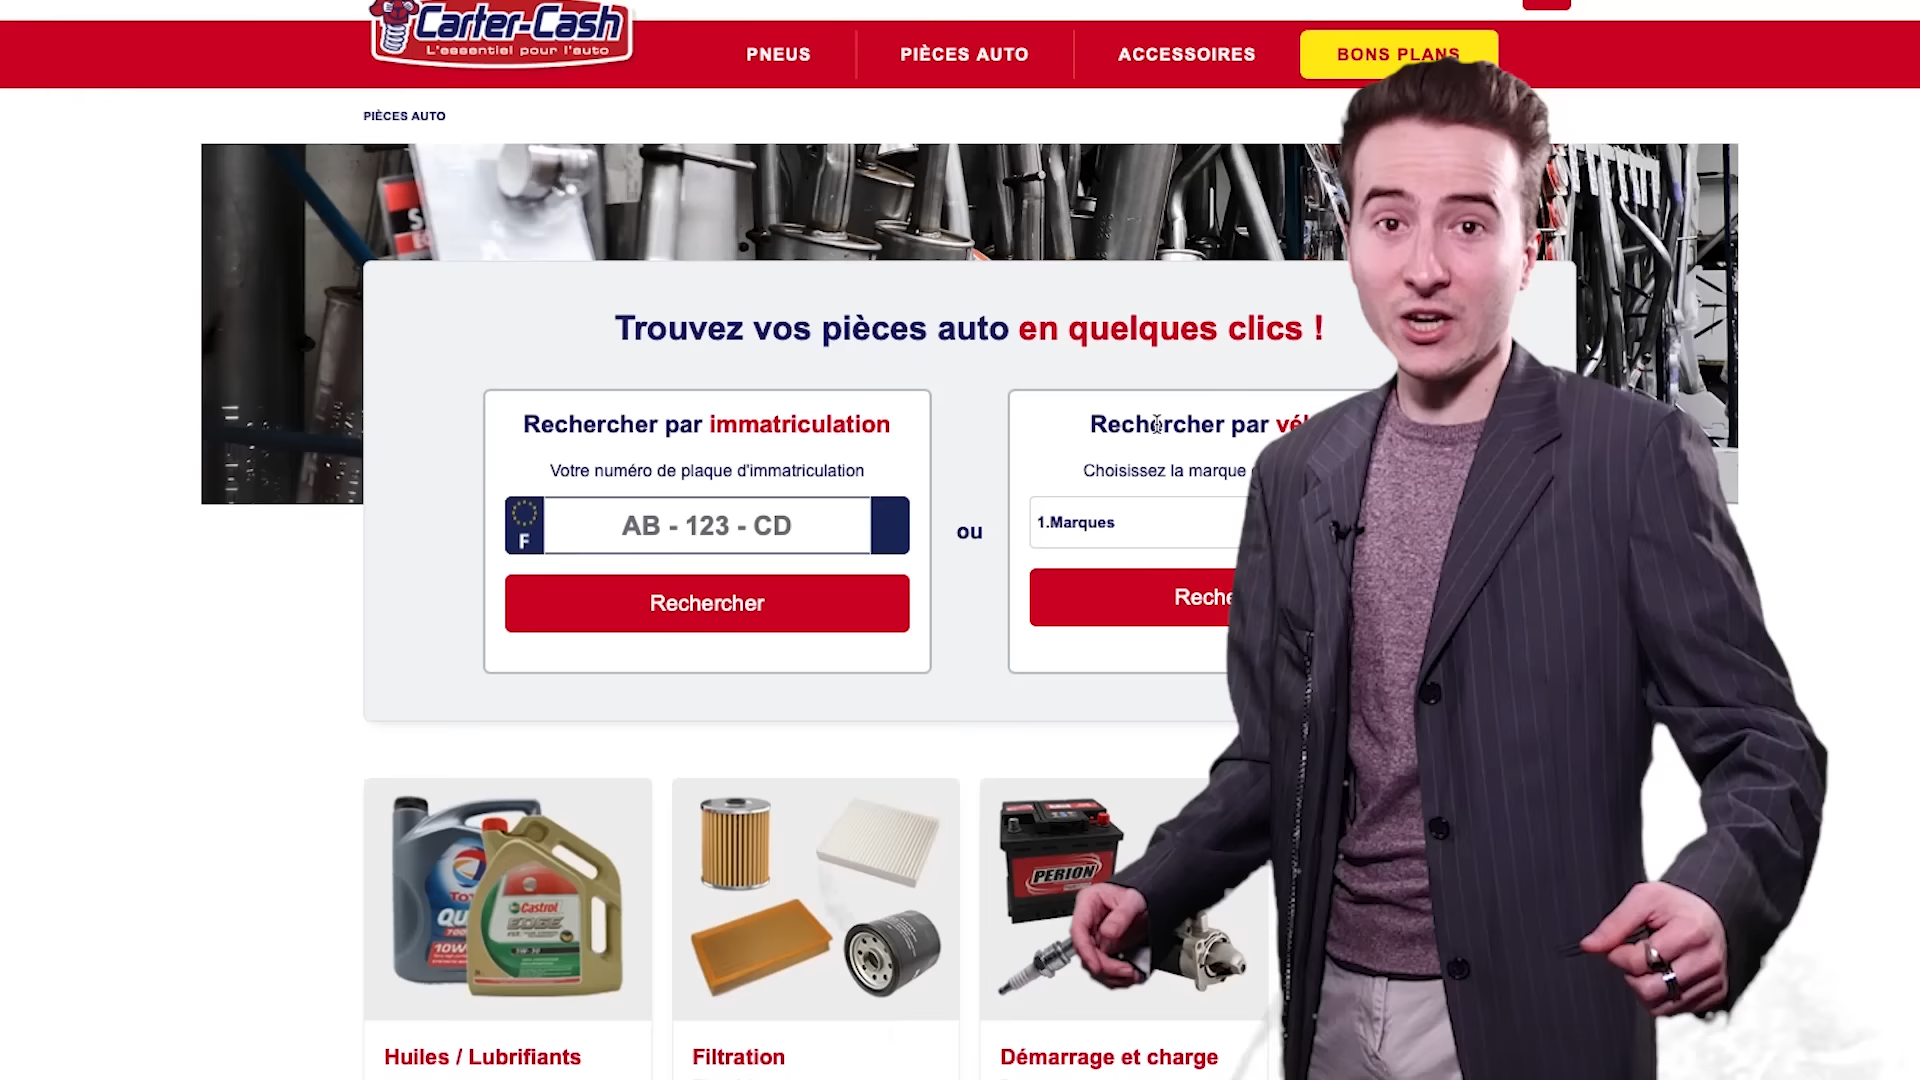 Carter-Cash
L'essentiel pour l'auto
PNEUS
PIÈCES AUTO
ACCESSOIRES
BONS PLANS
PIÈCES AUTO
Trouvez vos pièces auto en quelques clics !
Rechercher par immatriculation
Votre numéro de plaque d'immatriculation
F
AB - 123 - CD
Rechercher
ou
Rechercher par
Choisissez la marque
1.Marques
Castrol
EDGE
PERION
Huiles / Lubrifiants
Filtration
Démarrage et charge